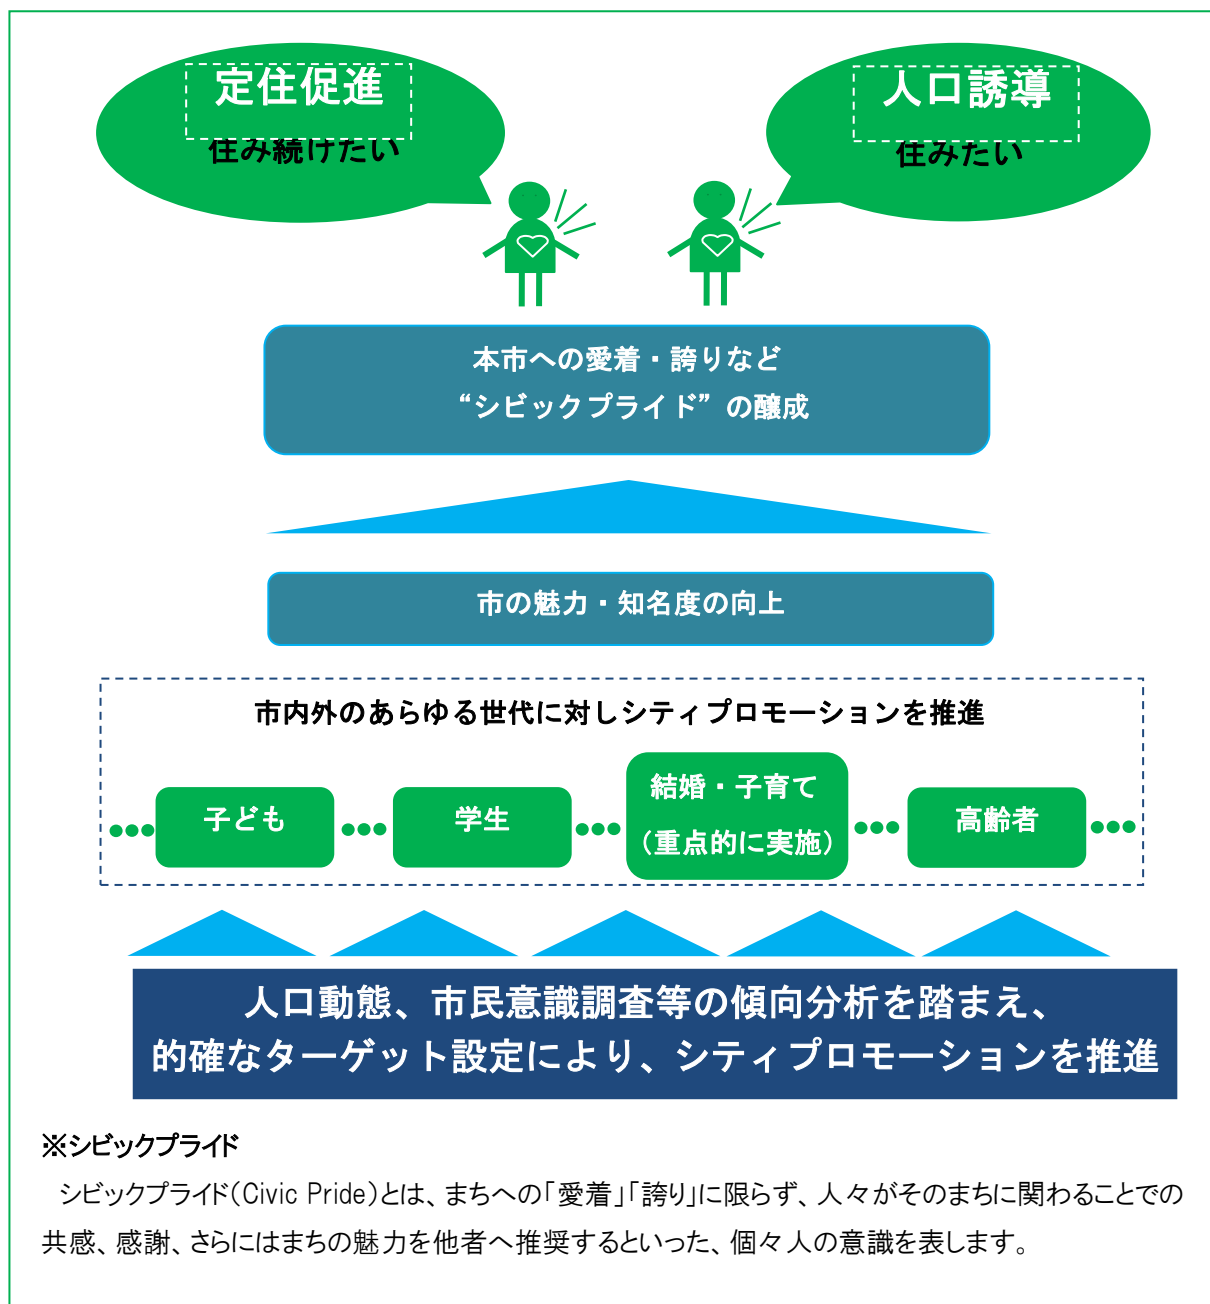 定住促進
住み続けたい
人口誘導
住みたい
本市への愛着・誇りなど
“シビックプライド”の醸成
市の魅力・知名度の向上
市内外のあらゆる世代に対しシティプロモーションを推進
子ども
学生
結婚・子育て
（重点的に実施）
高齢者
人口動態、市民意識調査等の傾向分析を踏まえ、
的確なターゲット設定により、シティプロモーションを推進
※シビックプライド
シビックプライド（Civic Pride）とは、まちへの「愛着」「誇り」に限らず、人々がそのまちに関わることでの
共感、感謝、さらにはまちの魅力を他者へ推奨するといった、個々人の意識を表します。